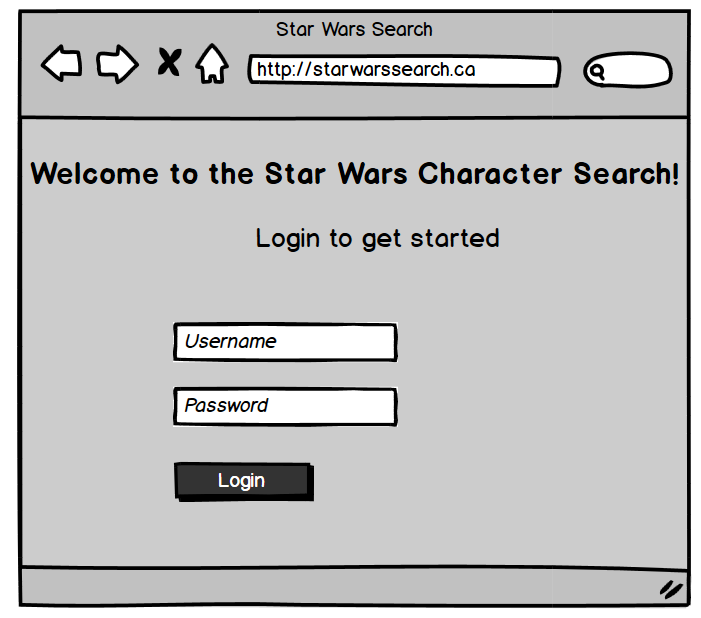 Star Wars Search
http://starwarssearch.ca
Welcome to the Star Wars Character Search!
Login to get started
Username
Password
Login